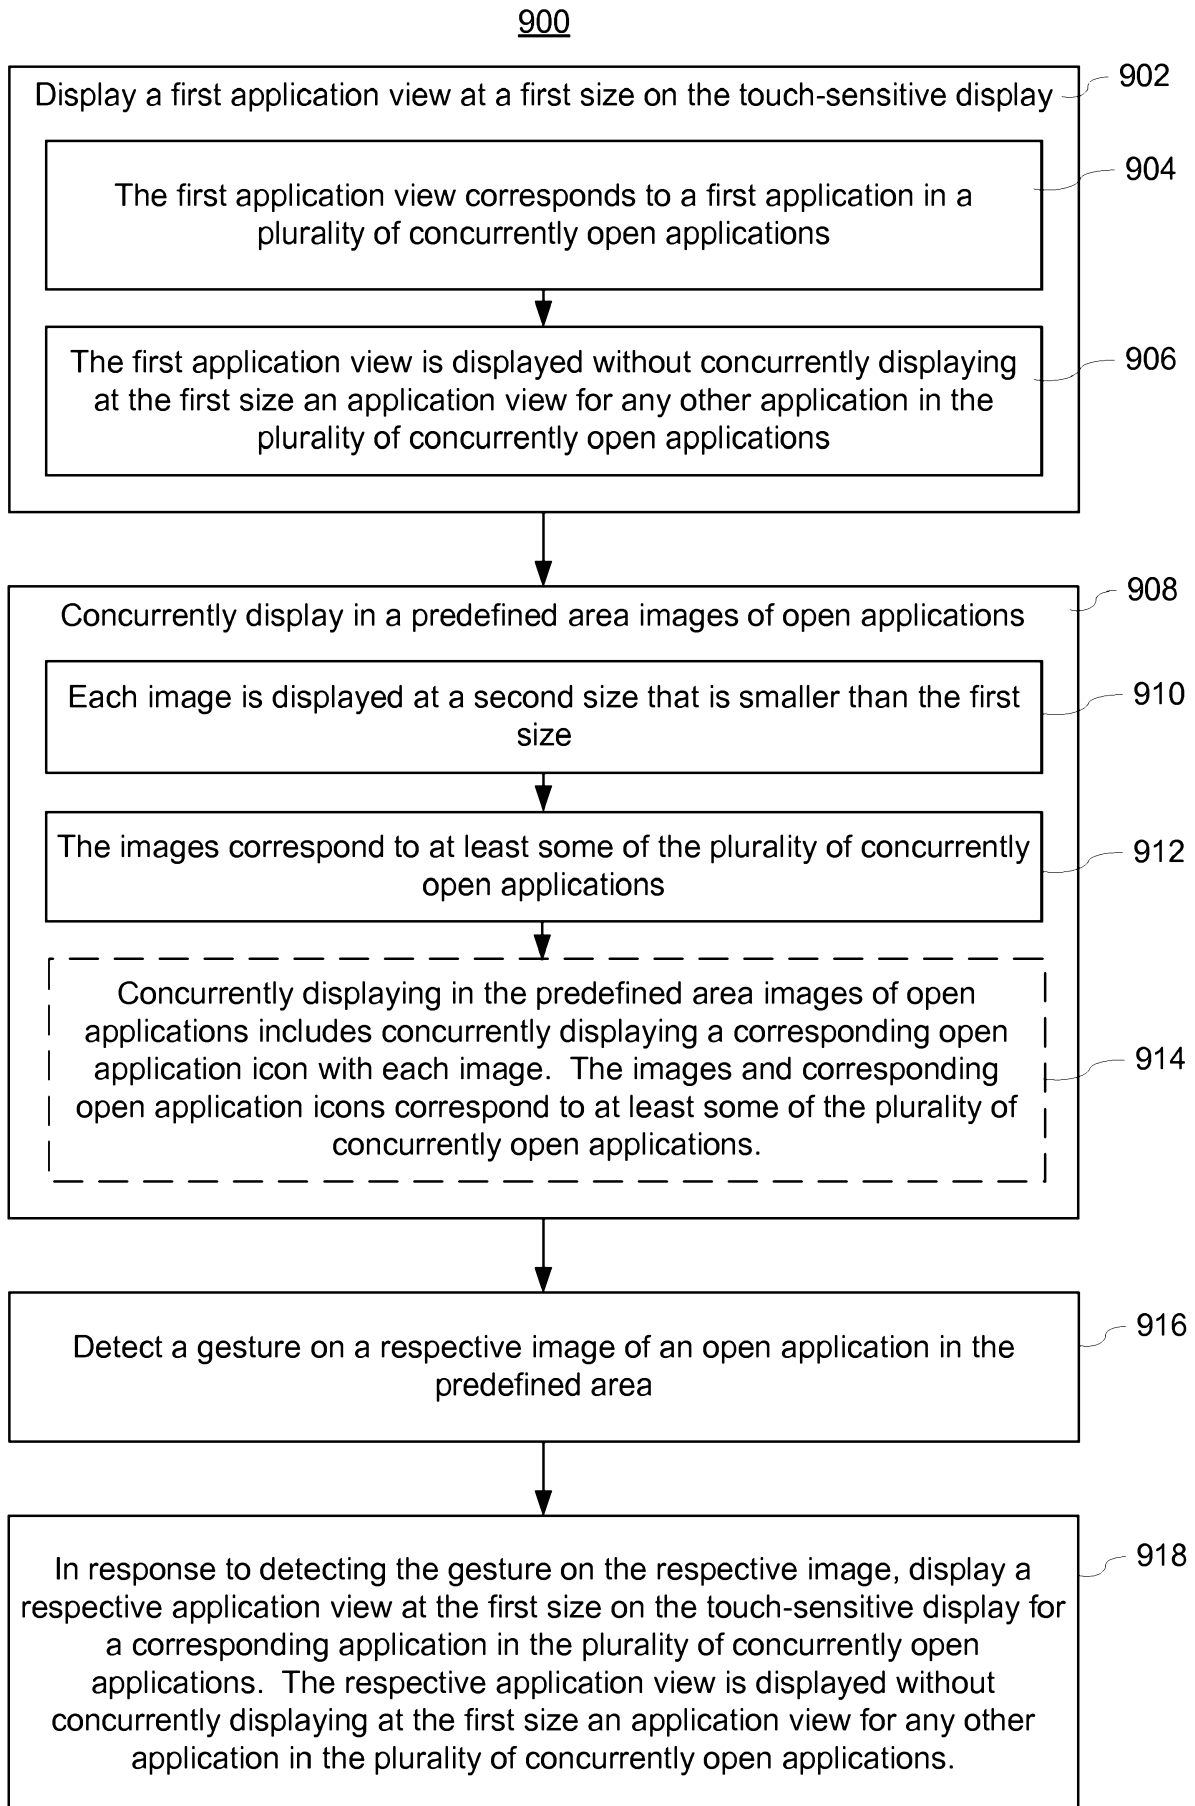 900
Display a first application view at a first size on the touch-sensitive display
902
The first application view corresponds to a first application in a
plurality of concurrently open applications
904
The first application view is displayed without concurrently displaying
at the first size an application view for any other application in the
plurality of concurrently open applications
906
Concurrently display in a predefined area images of open applications
908
Each image is displayed at a second size that is smaller than the first
size
910
The images correspond to at least some of the plurality of concurrently
open applications
912
Concurrently displaying in the predefined area images of open
applications includes concurrently displaying a corresponding open
application icon with each image.  The images and corresponding
open application icons correspond to at least some of the plurality of
concurrently open applications.
914
Detect a gesture on a respective image of an open application in the
predefined area
916
In response to detecting the gesture on the respective image, display a
respective application view at the first size on the touch-sensitive display for
a corresponding application in the plurality of concurrently open
applications.  The respective application view is displayed without
concurrently displaying at the first size an application view for any other
application in the plurality of concurrently open applications.
918